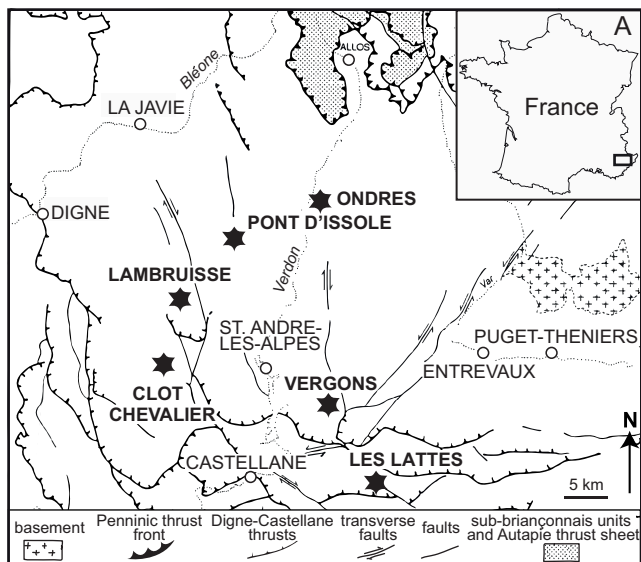 A
France
ALLOS
Bléone
LA JAVIE
DIGNE
ONDRES
PONT D'ISSOLE
Verdon
LAMBRUISSE
Var
ST. ANDRE-
LES-ALPES
PUGET-THENIERS
ENTREVAUX
CLOT
CHEVALIER
VERGONS
N
CASTELLANE
LES LATTES
5 km
basement
Penninic thrust
front
Digne-Castellane
thrusts
transverse
faults
faults
sub-briançonnais units
and Autapie thrust sheet